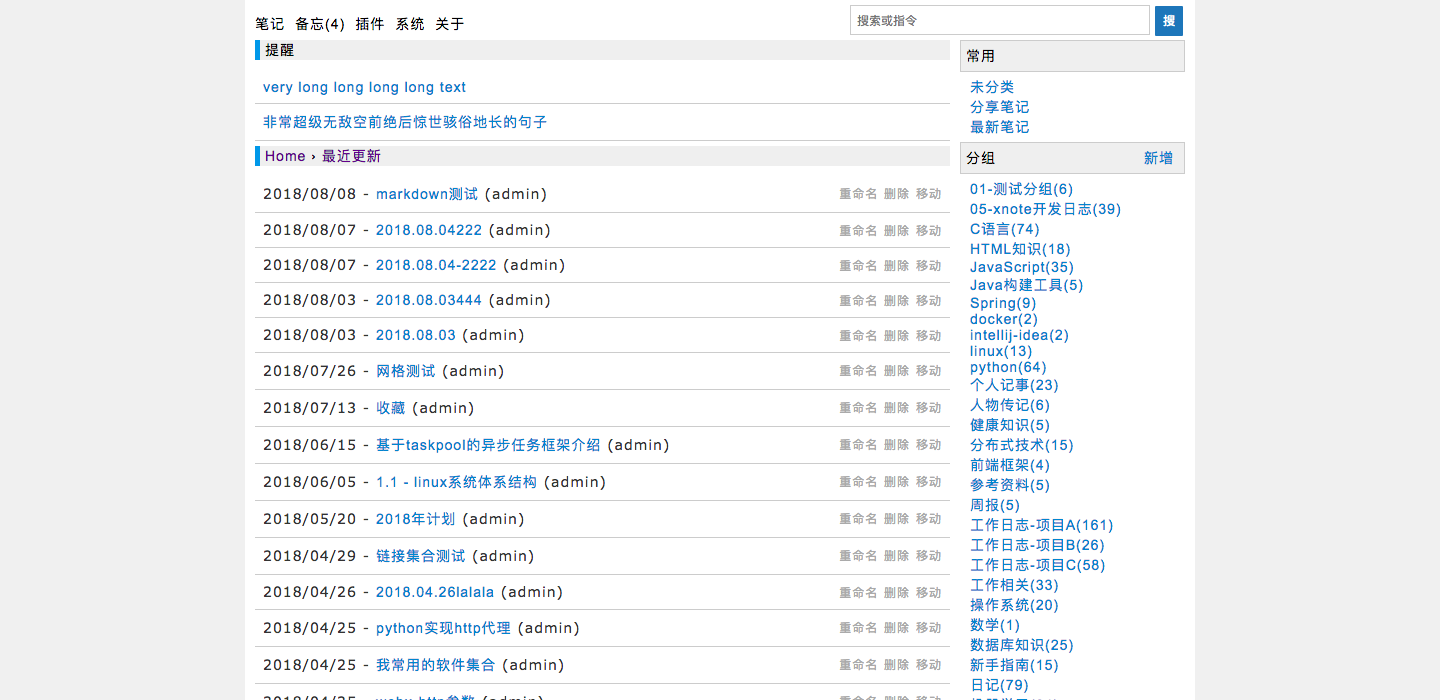 笔记 备忘(4) 插件 系统 关于
搜索或指令 搜
提醒
very long long long long text
非常超级无敌空前绝后惊世骇俗地长的句子
Home › 最近更新
2018/08/08 - markdown测试 (admin) 重命名 删除 移动
2018/08/07 - 2018.08.04222 (admin) 重命名 删除 移动
2018/08/07 - 2018.08.04-2222 (admin) 重命名 删除 移动
2018/08/03 - 2018.08.03444 (admin) 重命名 删除 移动
2018/08/03 - 2018.08.03 (admin) 重命名 删除 移动
2018/07/26 - 网格测试 (admin) 重命名 删除 移动
2018/07/13 - 收藏 (admin) 重命名 删除 移动
2018/06/15 - 基于taskpool的异步任务框架介绍 (admin) 重命名 删除 移动
2018/06/05 - 1.1 - linux系统体系结构 (admin) 重命名 删除 移动
2018/05/20 - 2018年计划 (admin) 重命名 删除 移动
2018/04/29 - 链接集合测试 (admin) 重命名 删除 移动
2018/04/26 - 2018.04.26lalala (admin) 重命名 删除 移动
2018/04/25 - python实现http代理 (admin) 重命名 删除 移动
2018/04/25 - 我常用的软件集合 (admin) 重命名 删除 移动
常用
未分类
分享笔记
最新笔记
分组 新增
01-测试分组(6)
05-xnote开发日志(39)
C语言(74)
HTML知识(18)
JavaScript(35)
Java构建工具(5)
Spring(9)
docker(2)
intellij-idea(2)
linux(13)
python(64)
个人记事(23)
人物传记(6)
健康知识(5)
分布式技术(15)
前端框架(4)
参考资料(5)
周报(5)
工作日志-项目A(161)
工作日志-项目B(26)
工作日志-项目C(58)
工作相关(33)
操作系统(20)
数学(1)
数据库知识(25)
新手指南(15)
日记(79)